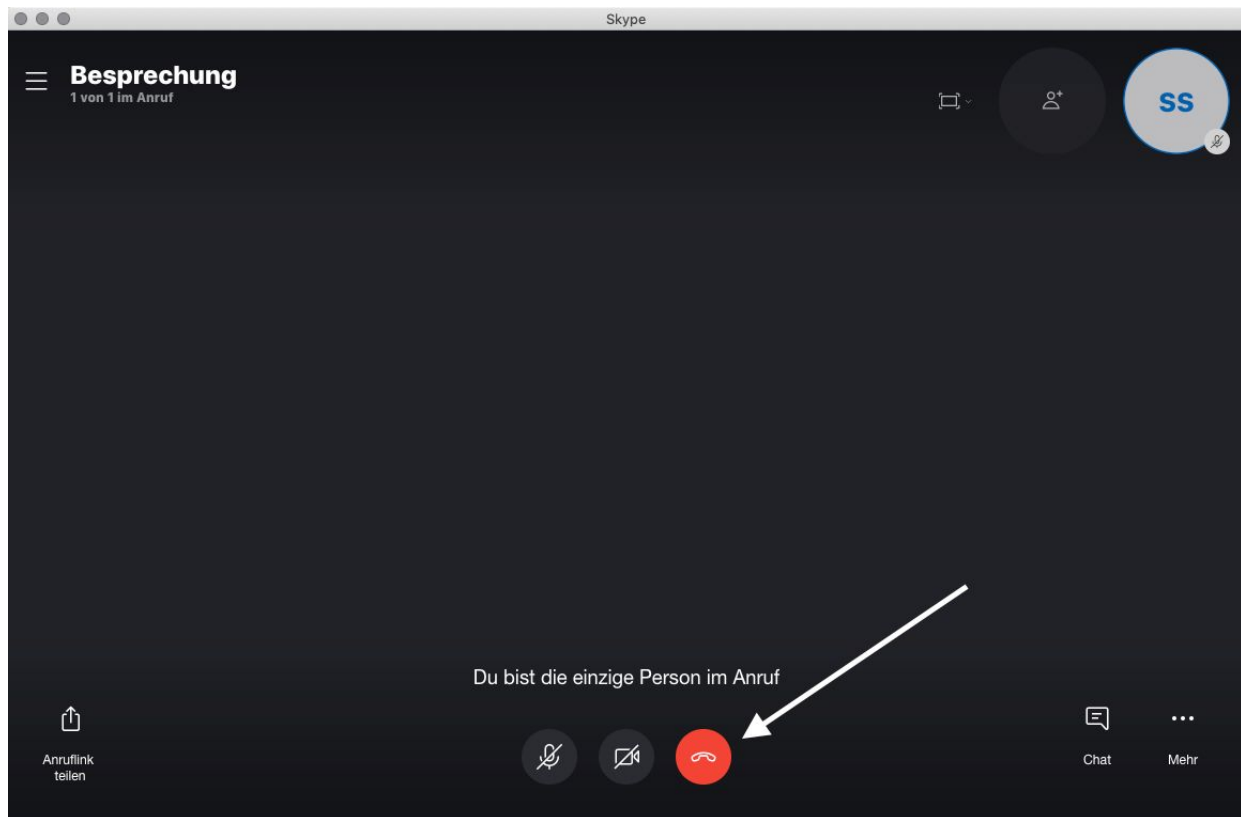 Skype
Besprechung
1 von 1 im Anruf
SS
Du bist die einzige Person im Anruf
Anruflink
teilen
Chat
Mehr